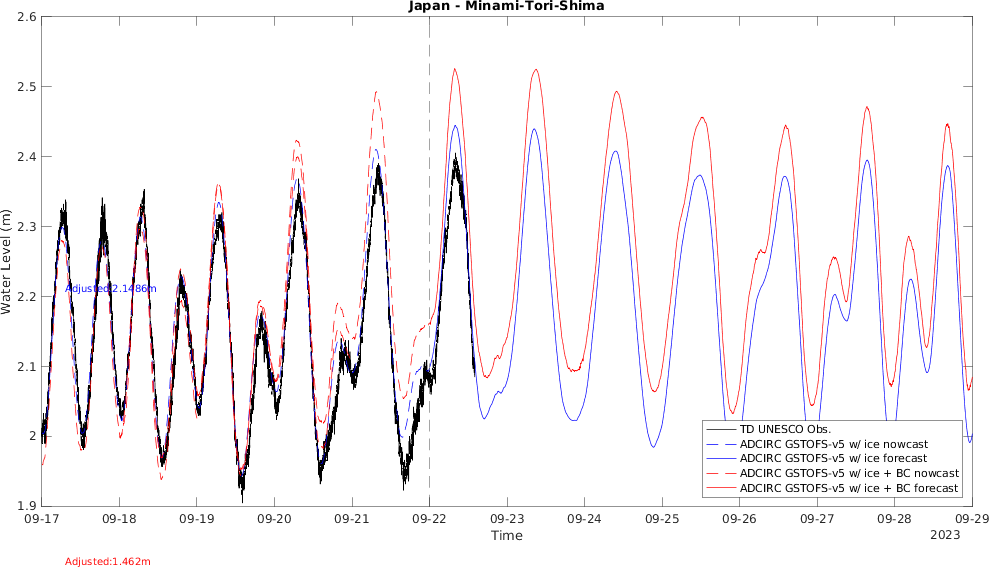 Japan - Minami-Tori-Shima
2.6
2.5
2.4
2.3
2.2
2.1
2
1.9
Water Level (m)
Adjusted:2.1486m
TD UNESCO Obs.
ADCIRC GSTOFS-v5 w/ ice nowcast
ADCIRC GSTOFS-v5 w/ ice forecast
ADCIRC GSTOFS-v5 w/ ice + BC nowcast
ADCIRC GSTOFS-v5 w/ ice + BC forecast
09-17 09-18 09-19 09-20 09-21 09-22 09-23 09-24 09-25 09-26 09-27 09-28 09-29
Time
2023
Adjusted:1.462m